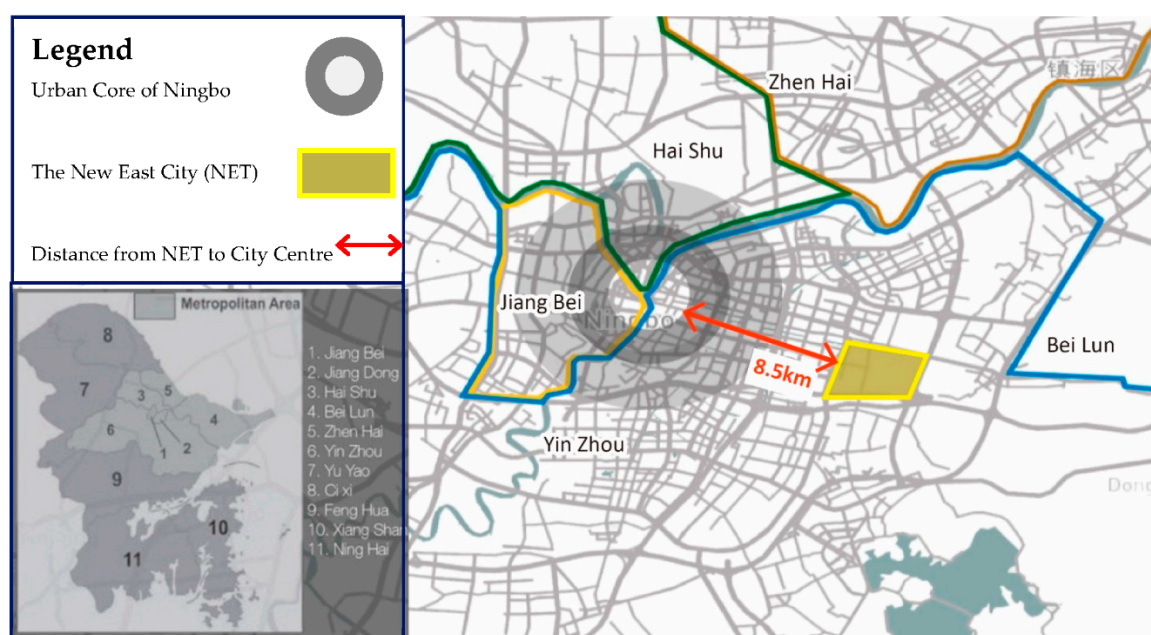 Legend
Urban Core of Ningbo
The New East City (NET)
Distance from NET to City Centre
Metropolitan Area
8
7
5
3
4
6
1
2
9
10
11
1. Jiang Bei
2. Jiang Dong
3. Hai Shu
4. Bei Lun
5. Zhen Hai
6. Yin Zhou
7. Yu Yao
8. Ci xi
9. Feng Hua
10. Xiang Shan
11. Ning Hai
镇海区
Zhen Hai
Hai Shu
Jiang Bei
Ningbo
8.5km
Bei Lun
Yin Zhou
Dong